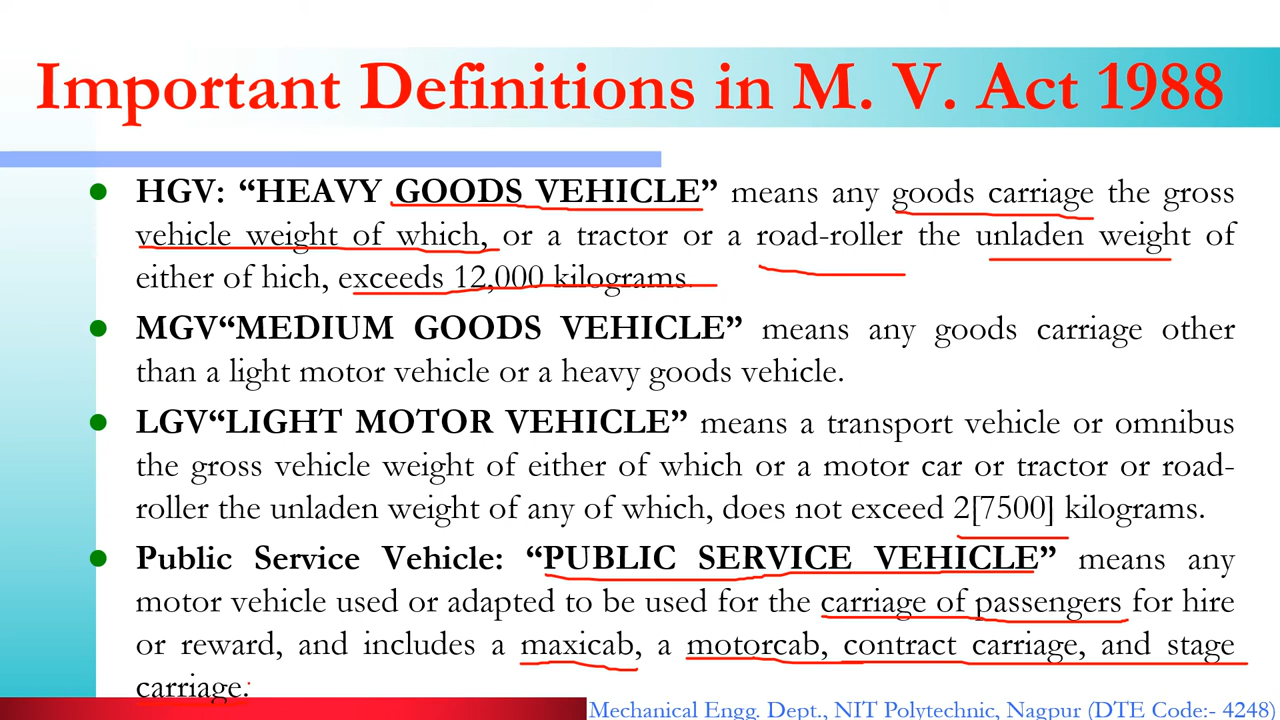 Important Definitions in M. V. Act 1988
HGV: “HEAVY GOODS VEHICLE” means any goods carriage the gross
vehicle weight of which, or a tractor or a road-roller the unladen weight of
either of hich, exceeds 12,000 kilograms.
MGV“MEDIUM GOODS VEHICLE” means any goods carriage other
than a light motor vehicle or a heavy goods vehicle.
LGV“LIGHT MOTOR VEHICLE” means a transport vehicle or omnibus
the gross vehicle weight of either of which or a motor car or tractor or road-
roller the unladen weight of any of which, does not exceed 2[7500] kilograms.
Public Service Vehicle: “PUBLIC SERVICE VEHICLE” means any
motor vehicle used or adapted to be used for the carriage of passengers for hire
or reward, and includes a maxicab, a motorcab, contract carriage, and stage
carriage.
Mechanical Engg. Dept., NIT Polytechnic, Nagpur (DTE Code:- 4248)